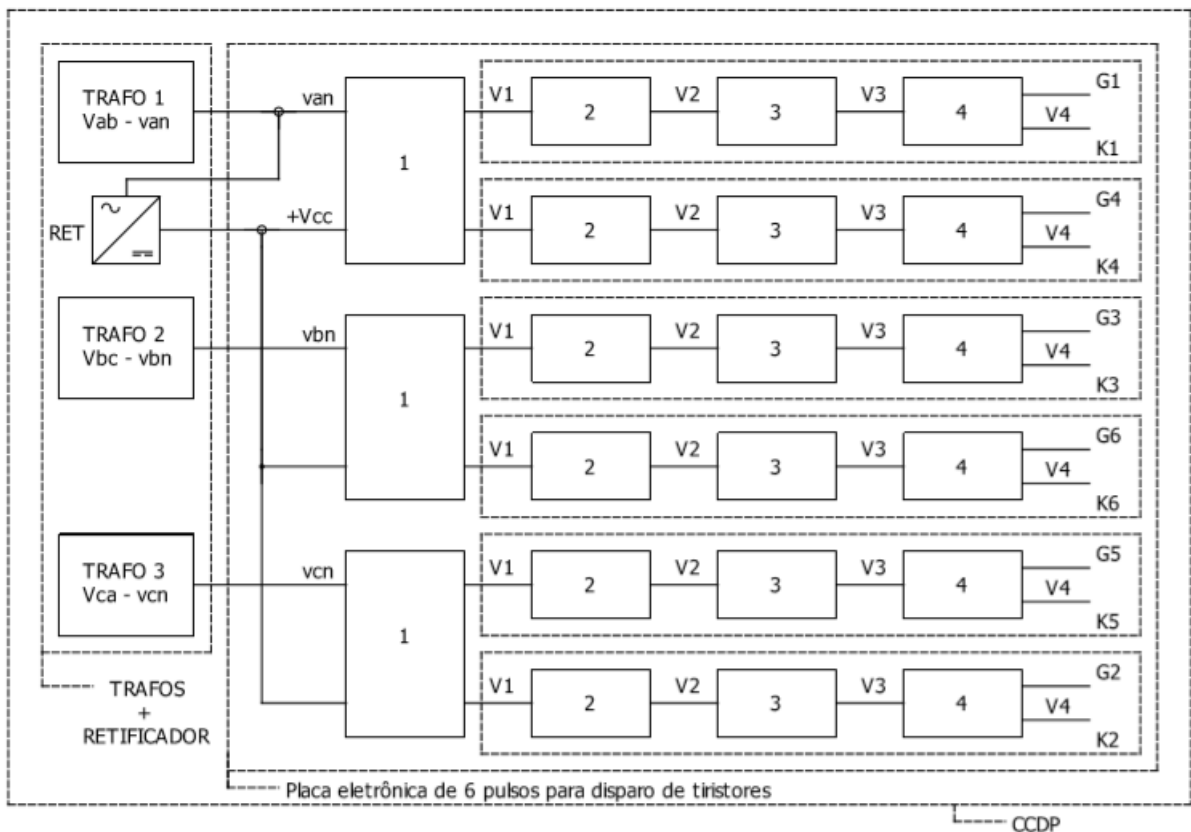 TRAFO 1
Vab - van
van
1
V1
2
V2
3
V3
4
G1
V4
K1
RET
+Vcc
V1
2
V2
3
V3
4
G4
V4
K4
TRAFO 2
Vbc - vbn
vbn
1
V1
2
V2
3
V3
4
G3
V4
K3
V1
2
V2
3
V3
4
G6
V4
K6
TRAFO 3
Vca - vcn
vcn
1
V1
2
V2
3
V3
4
G5
V4
K5
V1
2
V2
3
V3
4
G2
V4
K2
TRAFOS
+
RETIFICADOR
Placa eletrônica de 6 pulsos para disparo de tiristores
CCDP